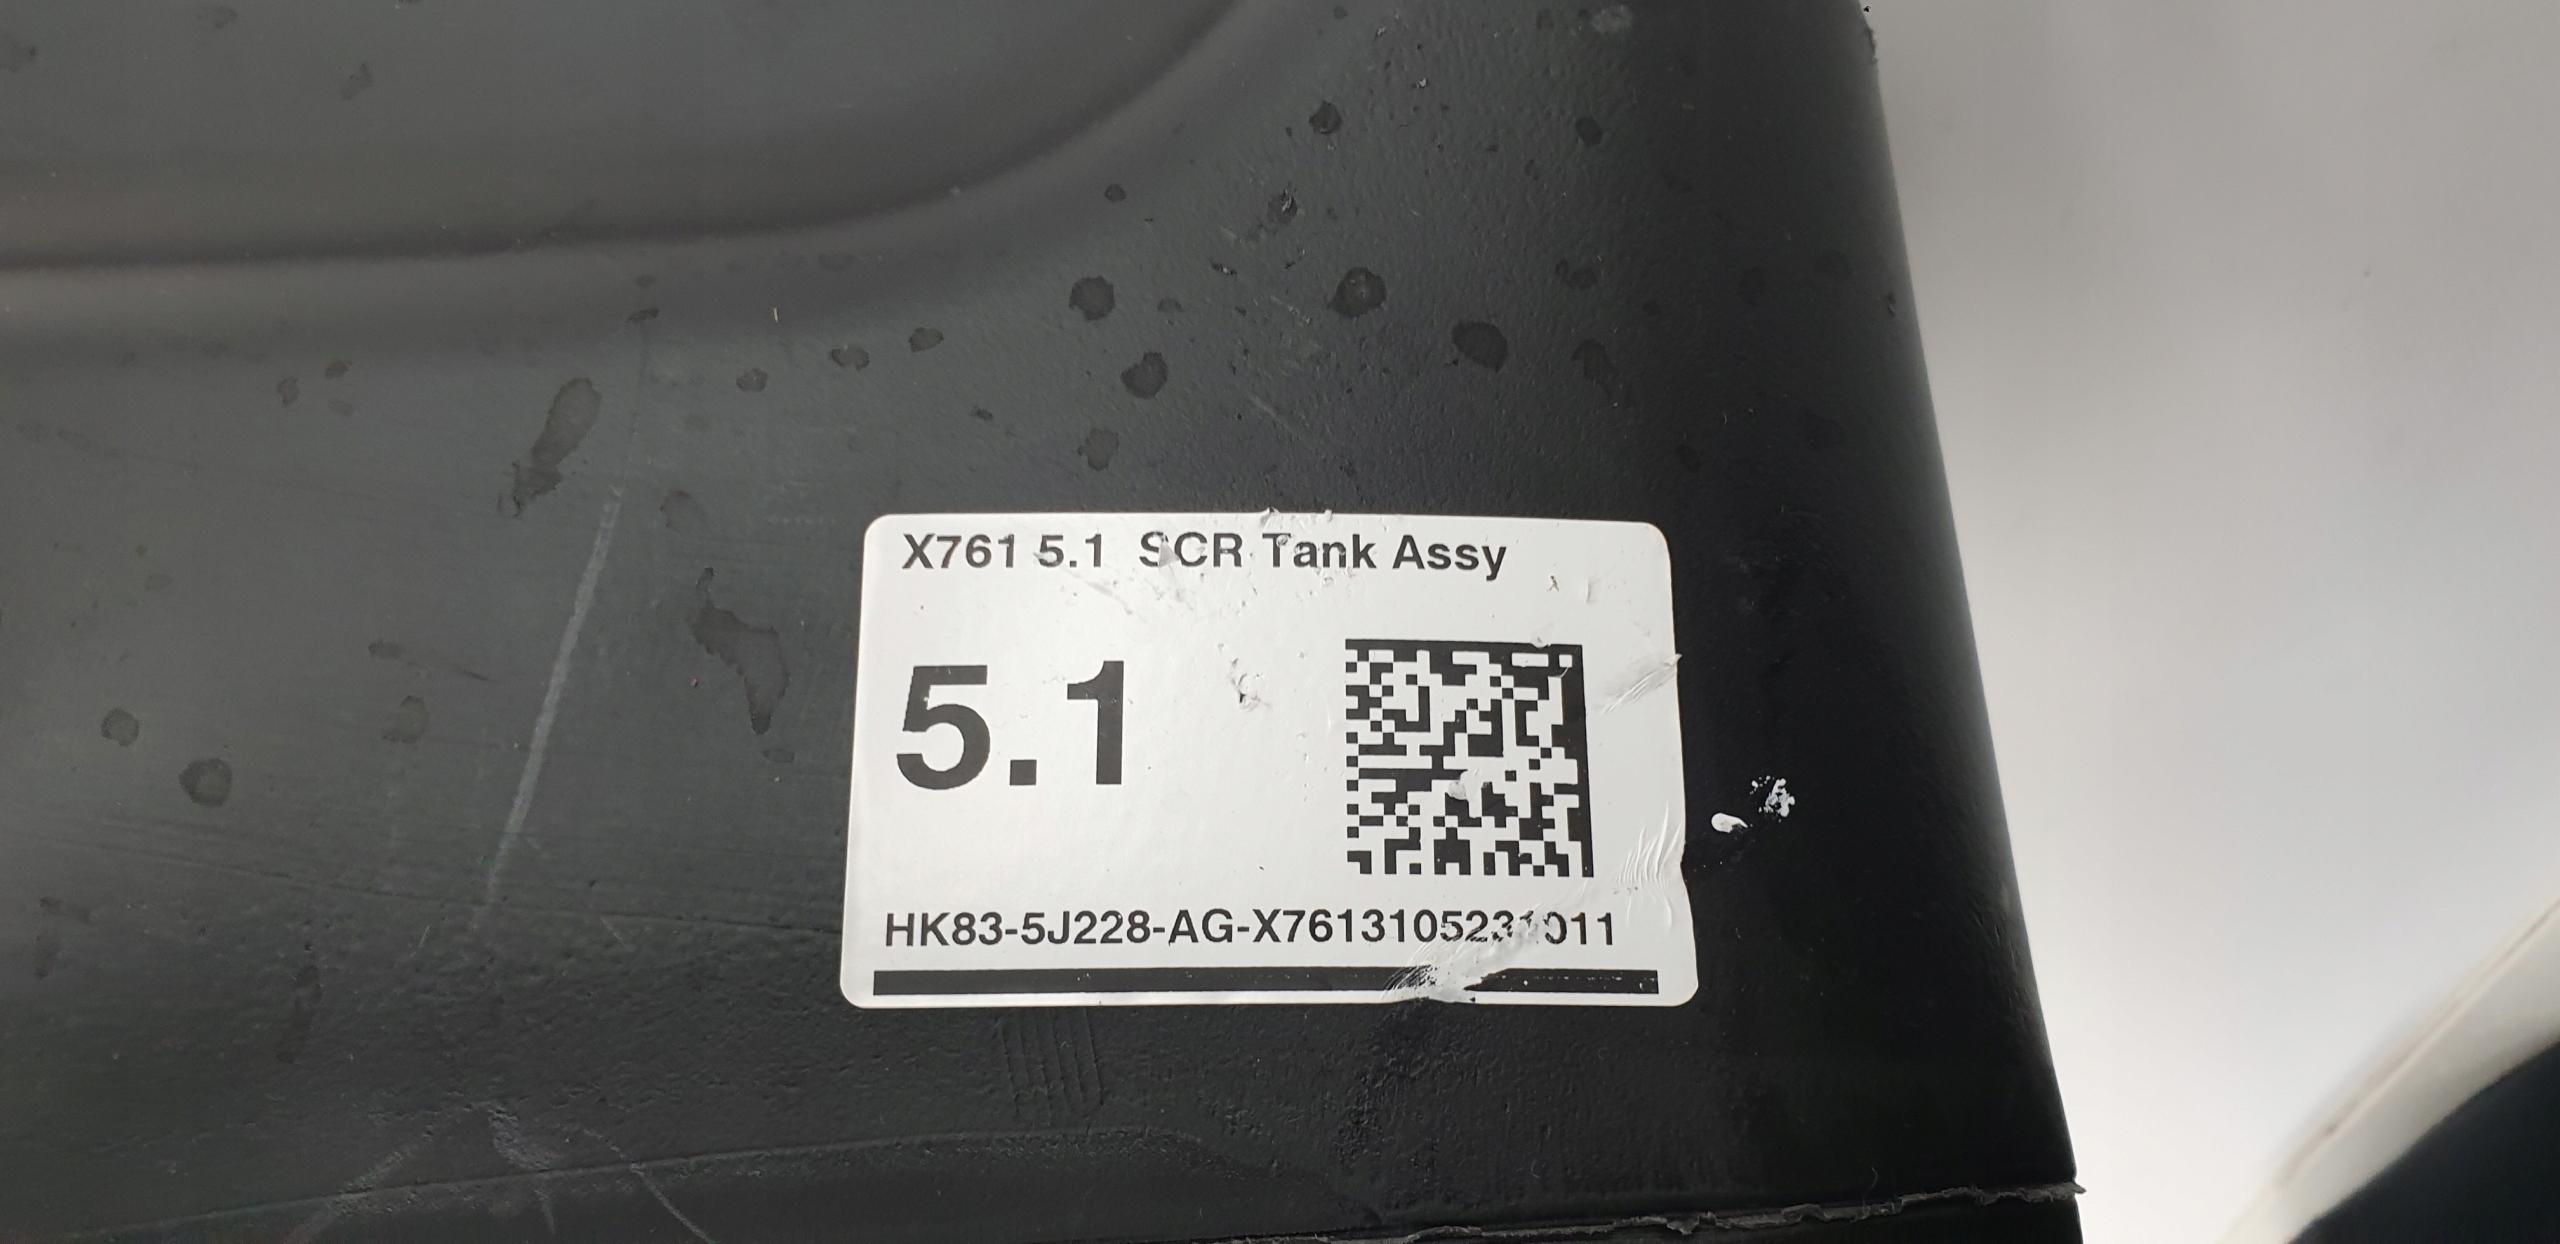 X761 5.1 SCR Tank Assy
5.1
HK83-5J228-AG-X7613105231011